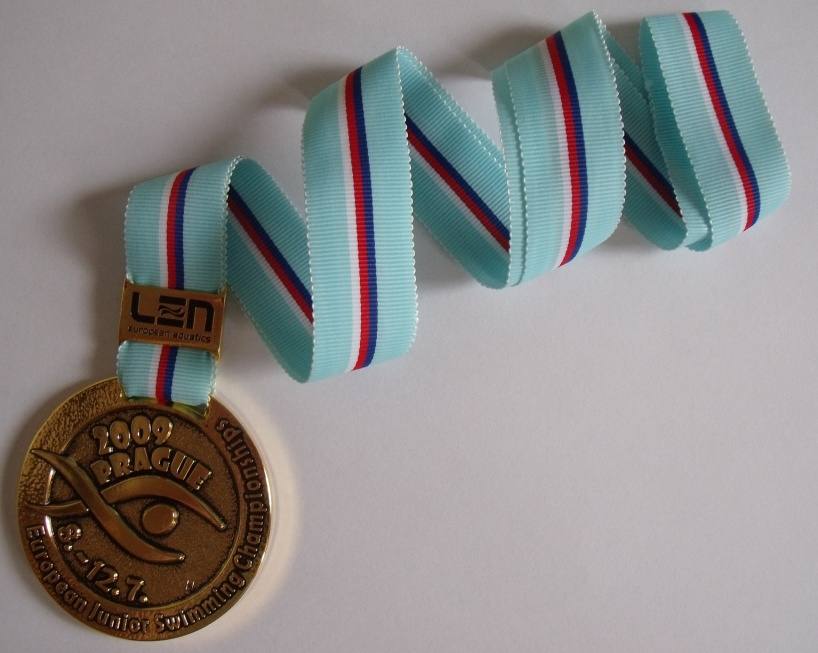 LEN
european aquatics
2009
PRAGUE
8.-12.7.
European Junior Swimming Championships